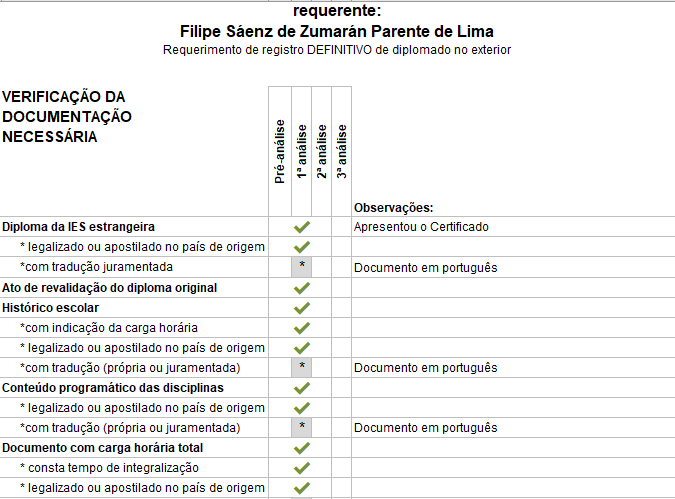 requerente:
Filipe Sáenz de Zumarán Parente de Lima
Requerimento de registro DEFINITIVO de diplomado no exterior
VERIFICAÇÃO DA
DOCUMENTAÇÃO
NECESSÁRIA
Pré-análise
1ª análise
2ª análise
3ª análise
Observações:
Diploma da IES estrangeira Apresentou o Certificado
* legalizado ou apostilado no país de origem
*com tradução juramentada * Documento em português
Ato de revalidação do diploma original
Histórico escolar
*com indicação da carga horária
* legalizado ou apostilado no país de origem
*com tradução (própria ou juramentada) * Documento em português
Conteúdo programático das disciplinas
* legalizado ou apostilado no país de origem
*com tradução (própria ou juramentada) * Documento em português
Documento com carga horária total
* consta tempo de integralização
* legalizado ou apostilado no país de origem